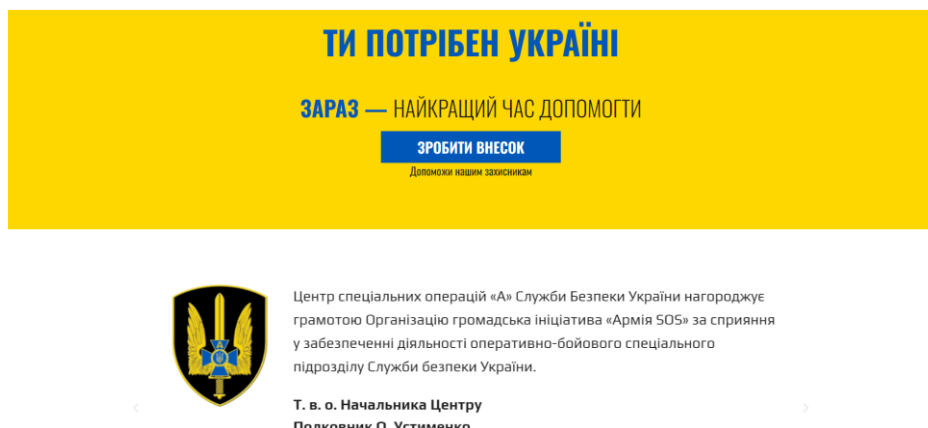 ТИ ПОТРІБЕН УКРАЇНІ
ЗАРАЗ — НАЙКРАЩИЙ ЧАС ДОПОМОГТИ
ЗРОБИТИ ВНЕСОК
Допоможи нашим захисникам
Центр спеціальних операцій «А» Служби Безпеки України нагороджує
грамотою Організацію громадська ініціатива «Армія SOS» за сприяння
у забезпеченні діяльності оперативно-бойового спеціального
підрозділу Служби безпеки України.
Т. в. о. Начальника Центру
Полковник О. Устименко